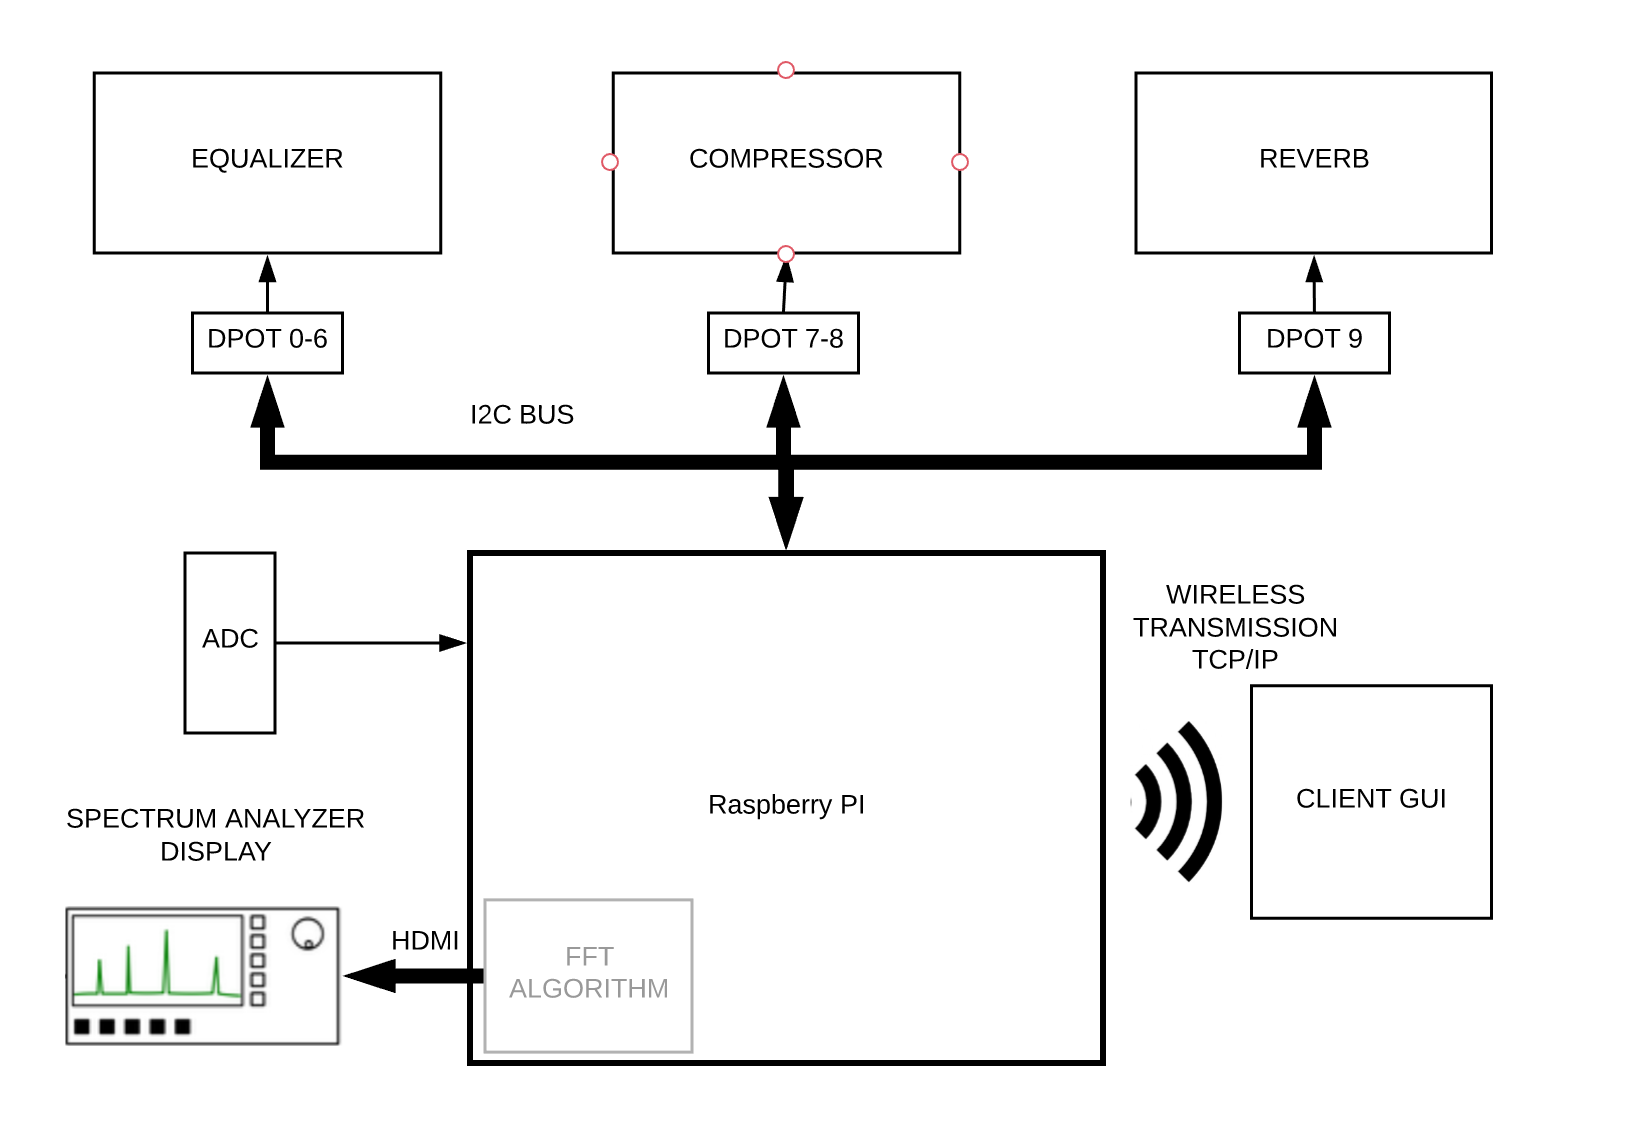 EQUALIZER
COMPRESSOR
REVERB
DPOT 0-6
DPOT 7-8
DPOT 9
I2C BUS
ADC
WIRELESS
TRANSMISSION
TCP/IP
Raspberry PI
CLIENT GUI
SPECTRUM ANALYZER
DISPLAY
HDMI
FFT
ALGORITHM